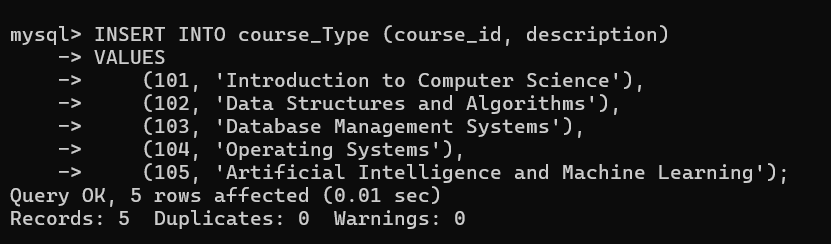 mysql> INSERT INTO course_Type (course_id, description)
    -> VALUES
    ->     (101, 'Introduction to Computer Science'),
    ->     (102, 'Data Structures and Algorithms'),
    ->     (103, 'Database Management Systems'),
    ->     (104, 'Operating Systems'),
    ->     (105, 'Artificial Intelligence and Machine Learning');
Query OK, 5 rows affected (0.01 sec)
Records: 5  Duplicates: 0  Warnings: 0